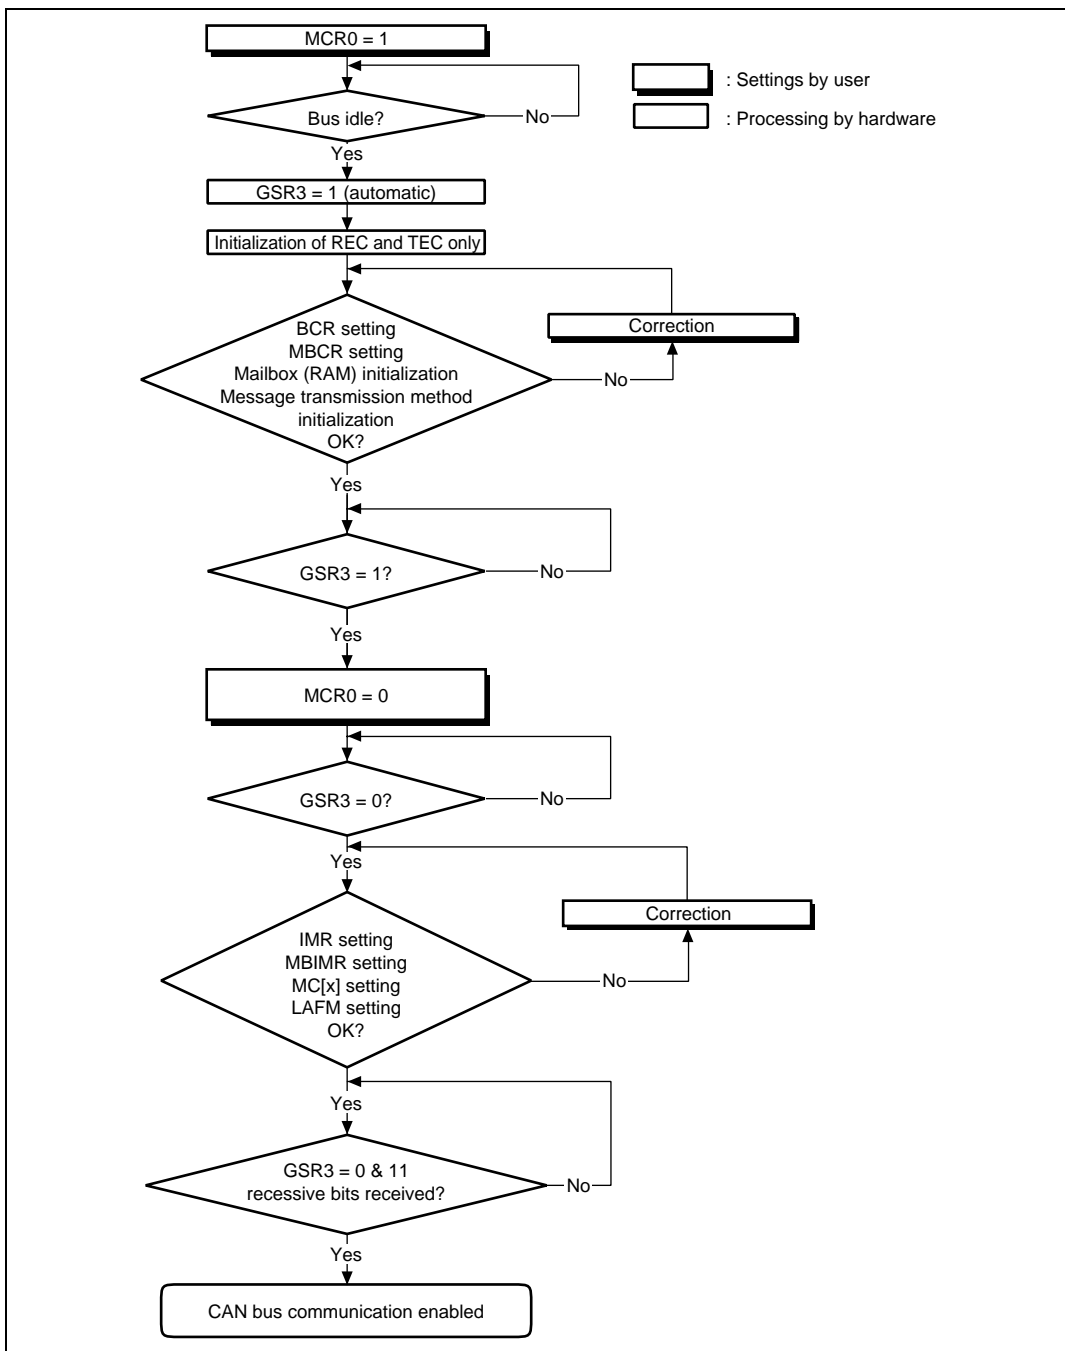 MCR0 = 1
: Settings by user
: Processing by hardware
Bus idle?
No
Yes
GSR3 = 1 (automatic)
Initialization of REC and TEC only
Correction
BCR setting
MBCR setting
Mailbox (RAM) initialization
Message transmission method
initialization
OK?
No
Yes
GSR3 = 1?
No
Yes
MCR0 = 0
GSR3 = 0?
No
Yes
Correction
IMR setting
MBIMR setting
MC[x] setting
LAFM setting
OK?
No
Yes
GSR3 = 0 & 11
recessive bits received?
No
Yes
CAN bus communication enabled